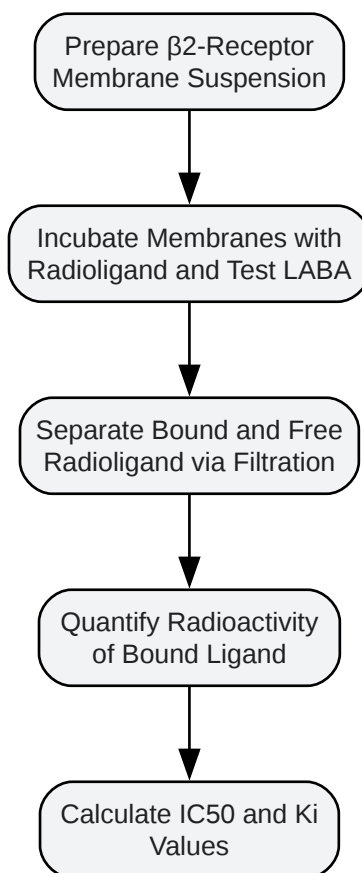 Prepare β2-Receptor
Membrane Suspension
Incubate Membranes with
Radioligand and Test LABA
Separate Bound and Free
Radioligand via Filtration
Quantify Radioactivity
of Bound Ligand
Calculate IC50 and Ki
Values